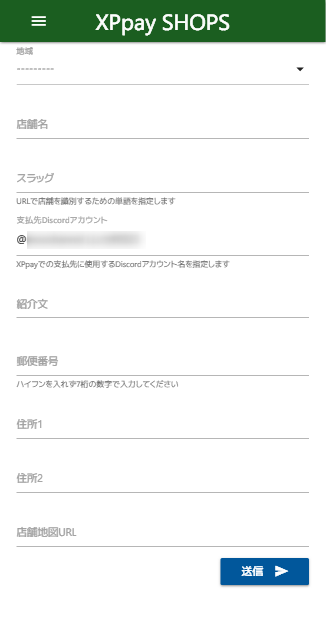 XPpay SHOPS
地域
---------
店舗名
スラッグ
URLで店舗を識別するための単語を指定します
支払先Discordアカウント
@
XPpayでの支払先に使用するDiscordアカウント名を指定します
紹介文
郵便番号
ハイフンを入れず7桁の数字で入力してください
住所1
住所2
店舗地図URL
送信